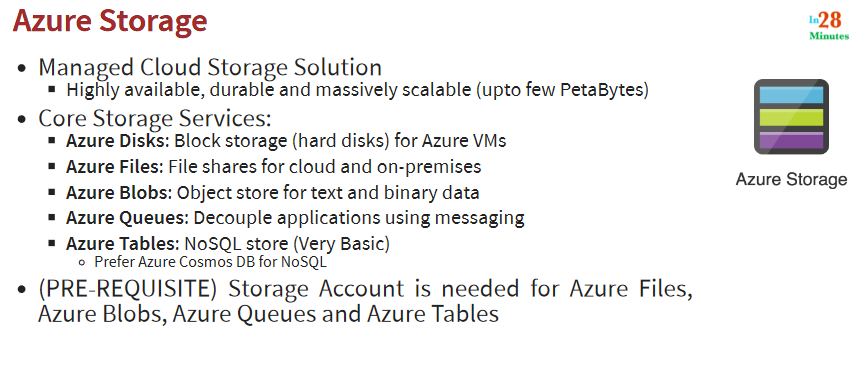 Azure Storage
In28
Minutes
• Managed Cloud Storage Solution
▪ Highly available, durable and massively scalable (upto few PetaBytes)
• Core Storage Services:
▪ Azure Disks: Block storage (hard disks) for Azure VMs
▪ Azure Files: File shares for cloud and on-premises
▪ Azure Blobs: Object store for text and binary data
▪ Azure Queues: Decouple applications using messaging
▪ Azure Tables: NoSQL store (Very Basic)
◦ Prefer Azure Cosmos DB for NoSQL
• (PRE-REQUISITE) Storage Account is needed for Azure Files,
Azure Blobs, Azure Queues and Azure Tables
Azure Storage